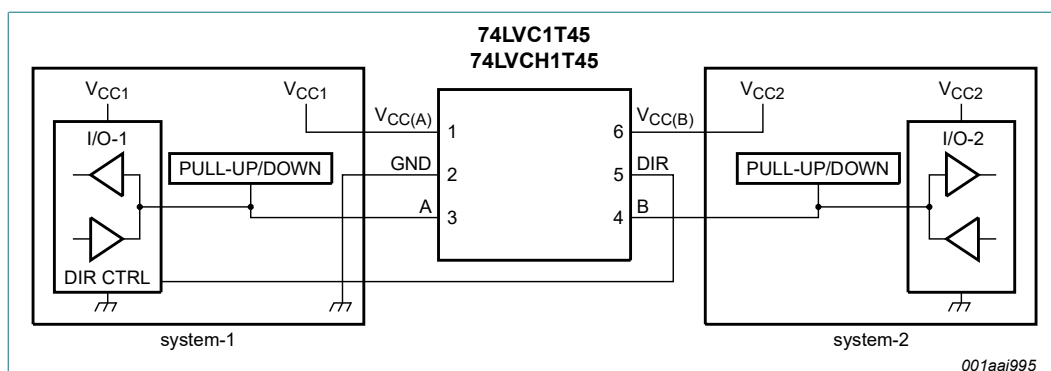 74LVC1T45
74LVCH1T45
VCC1
VCC1
VCC(A)
1
6
VCC(B)
VCC2
VCC2
I/O-1
PULL-UP/DOWN
GND
2
5
DIR
PULL-UP/DOWN
I/O-2
A
3
4
B
DIR CTRL
system-1
system-2
001aaj995